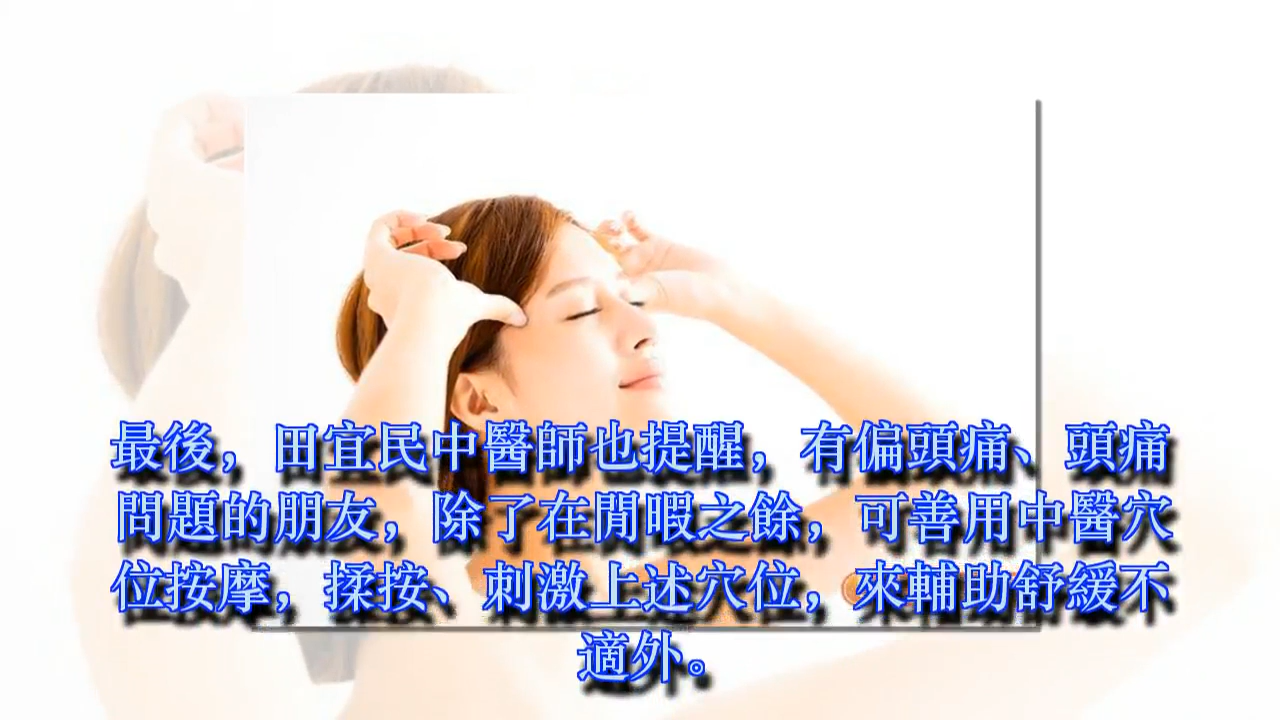 最後，田宜民中醫師也提醒，有偏頭痛、頭痛
問題的朋友，除了在閒暇之餘，可善用中醫穴
位按摩，揉按、刺激上述穴位，來輔助舒緩不
適外。